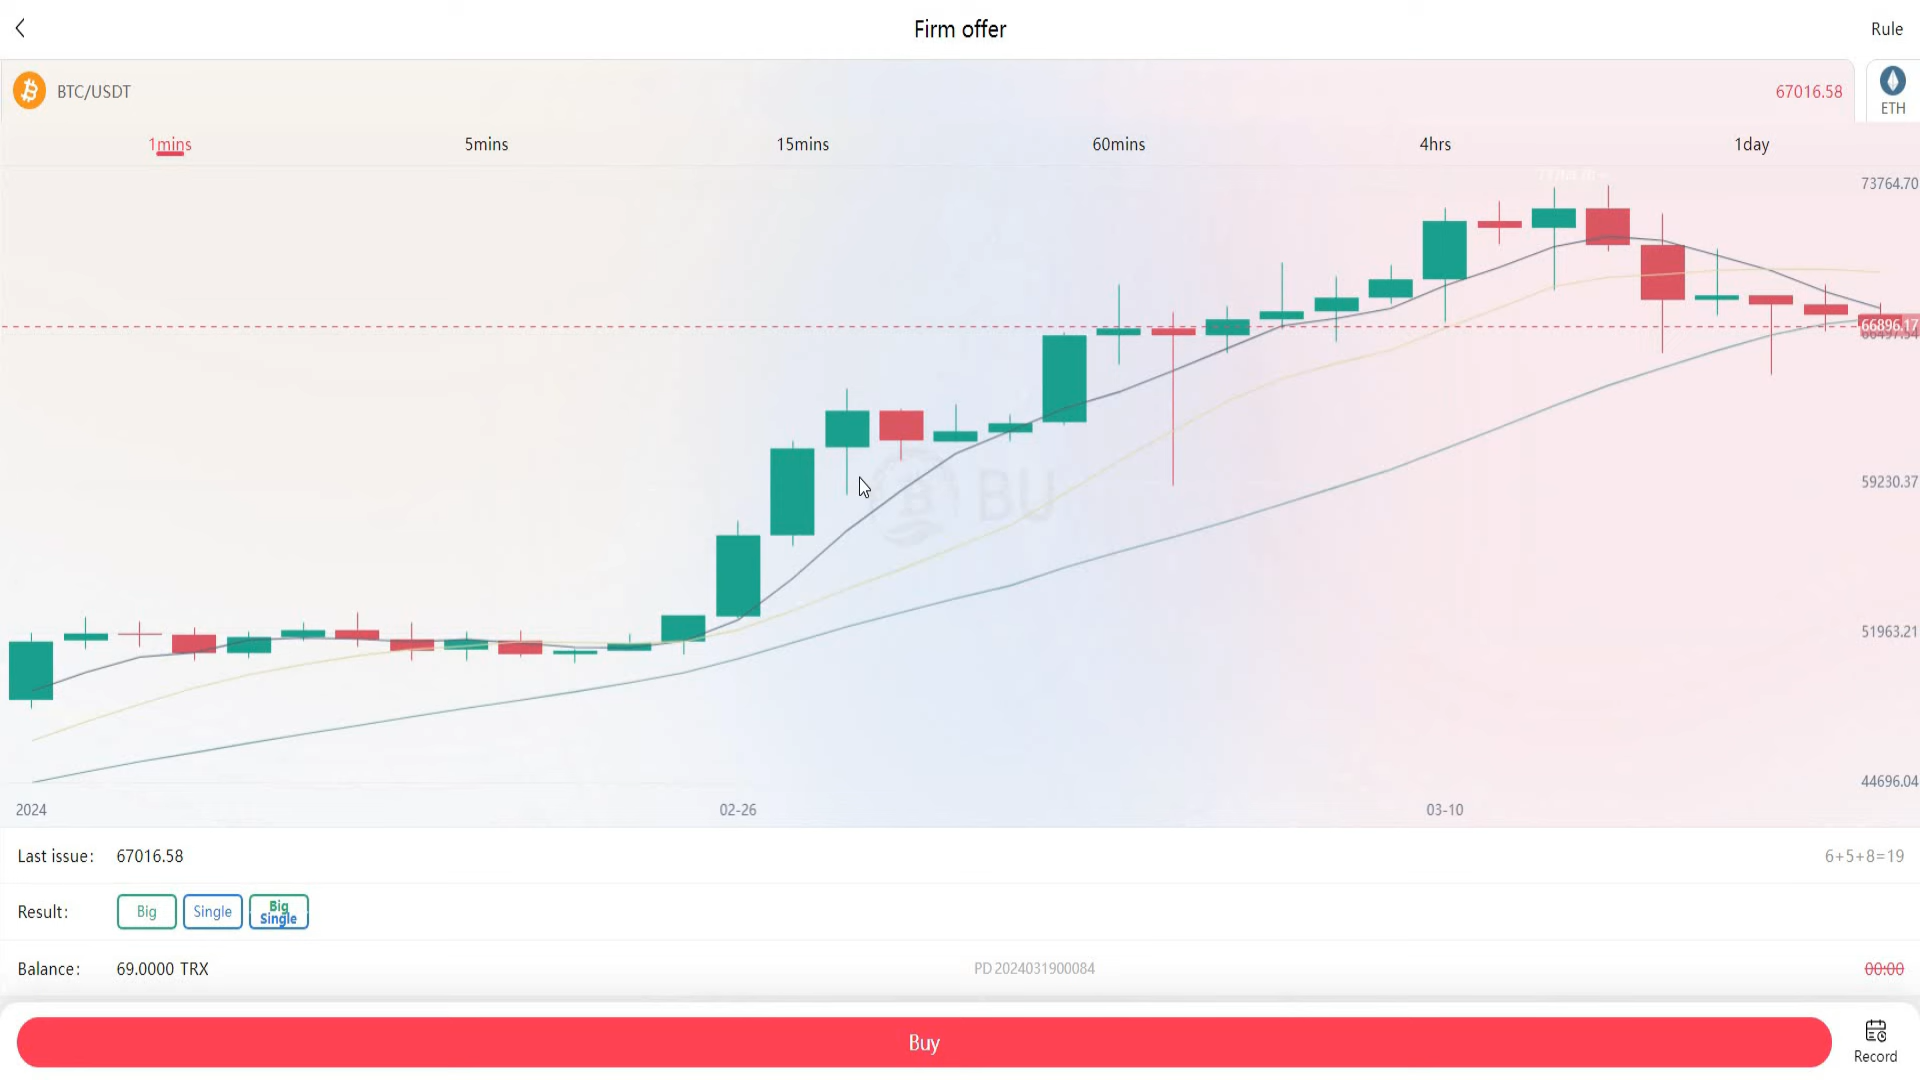 Firm offer
Rule
BTC/USDT
67016.58
ETH
1mins
5mins
15mins
60mins
4hrs
1day
73764.70
66896.17
59230.37
BU
51963.21
44696.04
2024
02-26
03-10
Last issue: 67016.58
6+5+8=19
Result: Big Single Big Single
Balance: 69.0000 TRX
PD2024031900084
00:00
Buy
Record